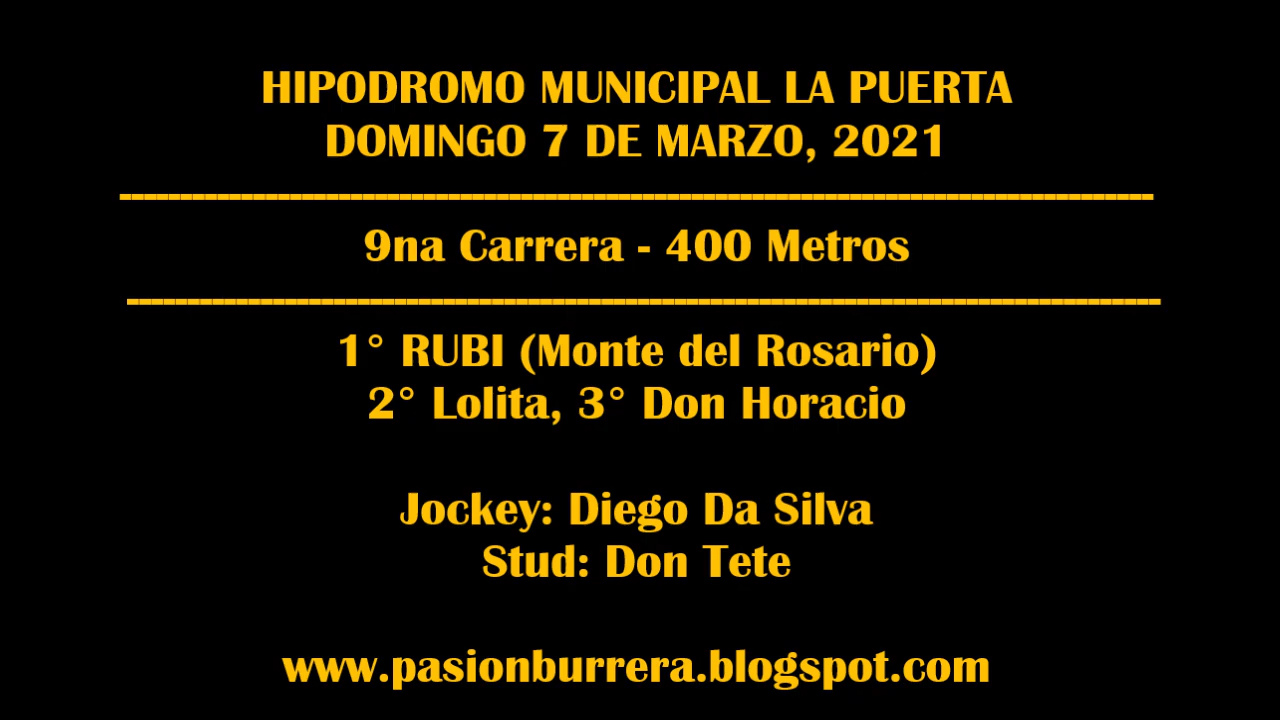 HIPODROMO MUNICIPAL LA PUERTA
DOMINGO 7 DE MARZO, 2021
9na Carrera - 400 Metros
1° RUBI (Monte del Rosario)
2° Lolita, 3° Don Horacio
Jockey: Diego Da Silva
Stud: Don Tete
www.pasionburrera.blogspot.com